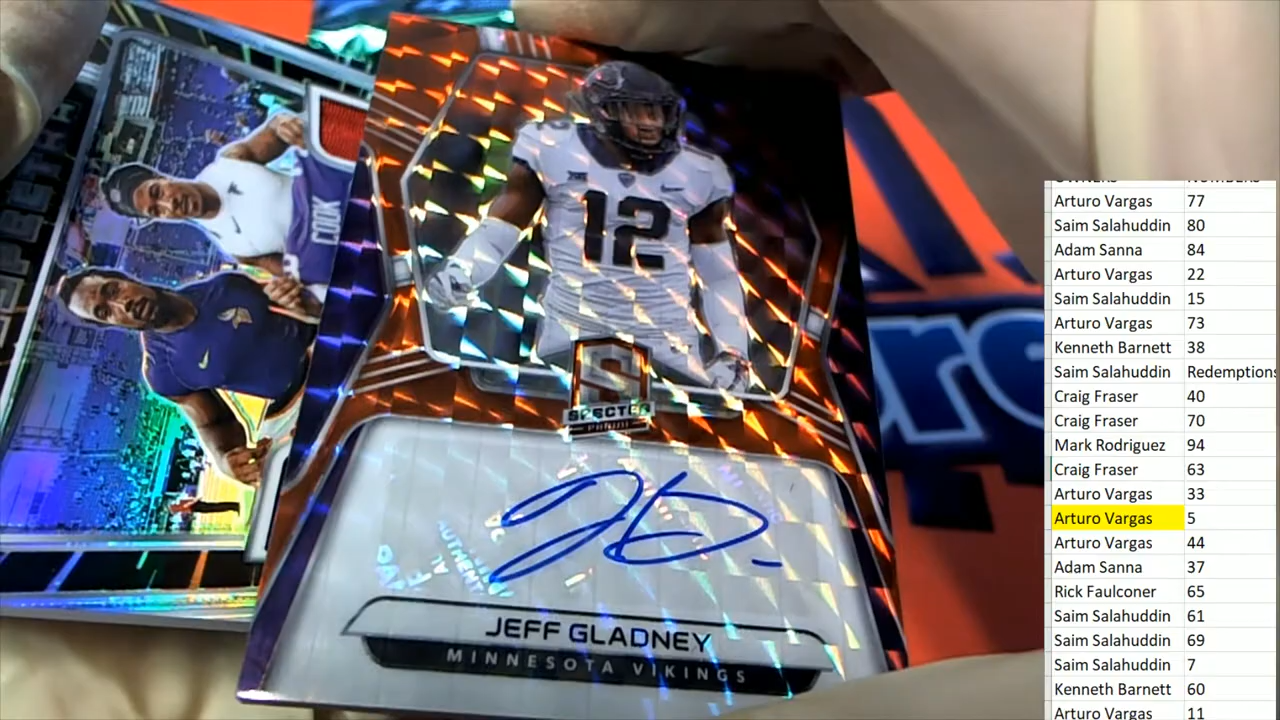 COOK
12
SPECTRA
PANINI
JEFF GLADNEY
MINNESOTA VIKINGS
OWNERS NUMBERS
Arturo Vargas 77
Saim Salahuddin 80
Adam Sanna 84
Arturo Vargas 22
Saim Salahuddin 15
Arturo Vargas 73
Kenneth Barnett 38
Saim Salahuddin Redemptions
Craig Fraser 40
Craig Fraser 70
Mark Rodriguez 94
Craig Fraser 63
Arturo Vargas 33
Arturo Vargas 5
Arturo Vargas 44
Adam Sanna 37
Rick Faulconer 65
Saim Salahuddin 61
Saim Salahuddin 69
Saim Salahuddin 7
Kenneth Barnett 60
Arturo Vargas 11